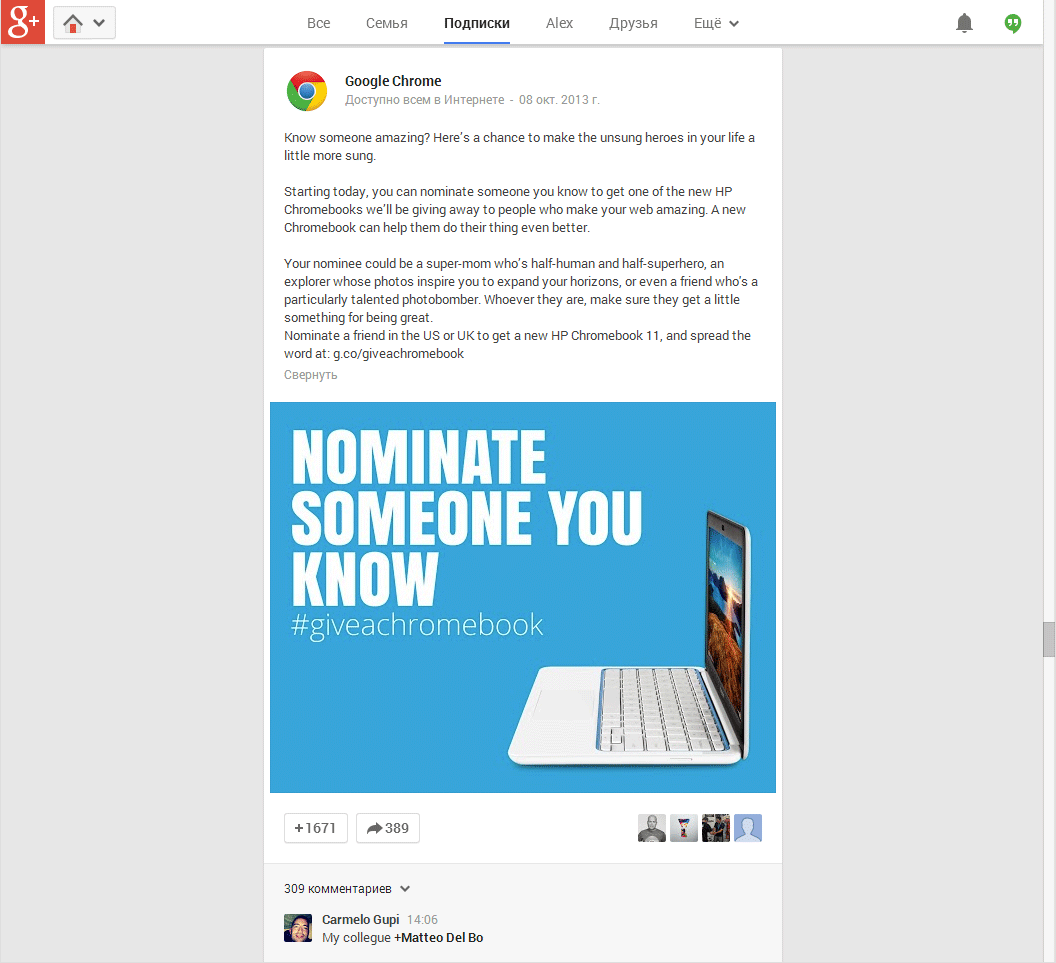 g+
Все Семья Подписки Alex Друзья Ещё
Google Chrome
Доступно всем в Интернете - 08 окт. 2013 г.
Know someone amazing? Here's a chance to make the unsung heroes in your life a
little more sung.
Starting today, you can nominate someone you know to get one of the new HP
Chromebooks we'll be giving away to people who make your web amazing. A new
Chromebook can help them do their thing even better.
Your nominee could be a super-mom who's half-human and half-superhero, an
explorer whose photos inspire you to expand your horizons, or even a friend who's a
particularly talented photobomber. Whoever they are, make sure they get a little
something for being great.
Nominate a friend in the US or UK to get a new HP Chromebook 11, and spread the
word at: g.co/giveachromebook
Свернуть
NOMINATE
SOMEONE YOU
KNOW
#giveachromebook
+1671 389
309 комментариев
Carmelo Gupi 14:06
My collegue +Matteo Del Bo